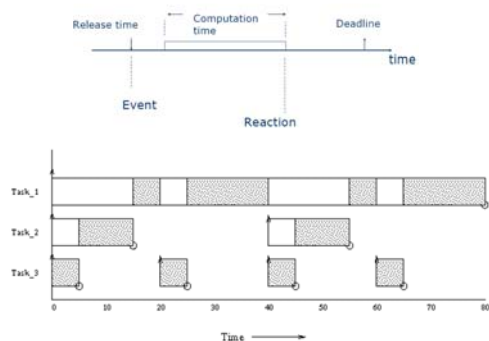 Release time
Computation
time
Deadline
time
Event
Reaction
Task_1
Task_2
Task_3
0 10 20 30 40 50 60 70 80
Time